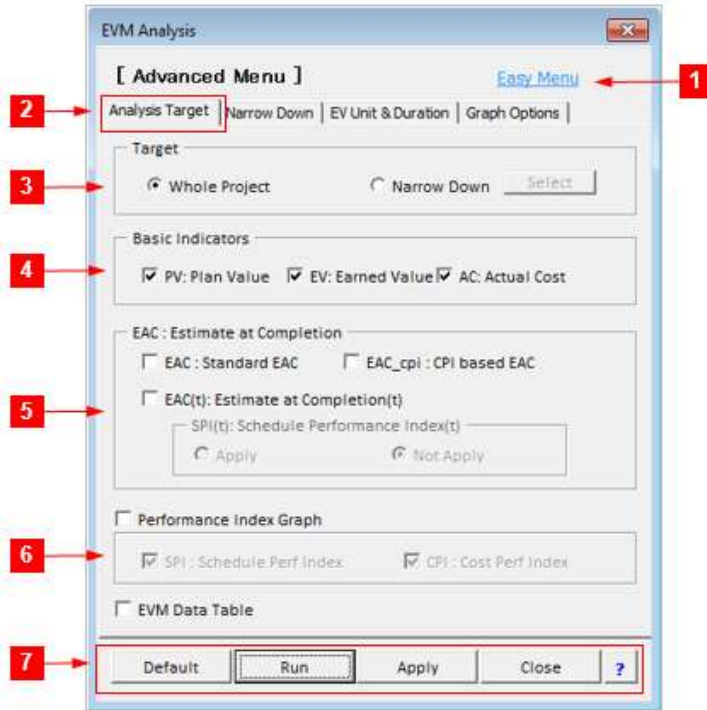 EVM Analysis
[ Advanced Menu ]
Easy Menu
1
2
Analysis Target | Narrow Down | EV Unit & Duration | Graph Options |
Target
3
Whole Project
Narrow Down
Select
Basic Indicators
4
PV: Plan Value
EV: Earned Value
AC: Actual Cost
EAC : Estimate at Completion
EAC : Standard EAC
EAC_cpi : CPI based EAC
5
EAC(t): Estimate at Completion(t)
SPI(t): Schedule Performance Index(t)
Apply
Not Apply
Performance Index Graph
6
SPI : Schedule Perf Index
CPI : Cost Perf Index
EVM Data Table
7
Default
Run
Apply
Close
?